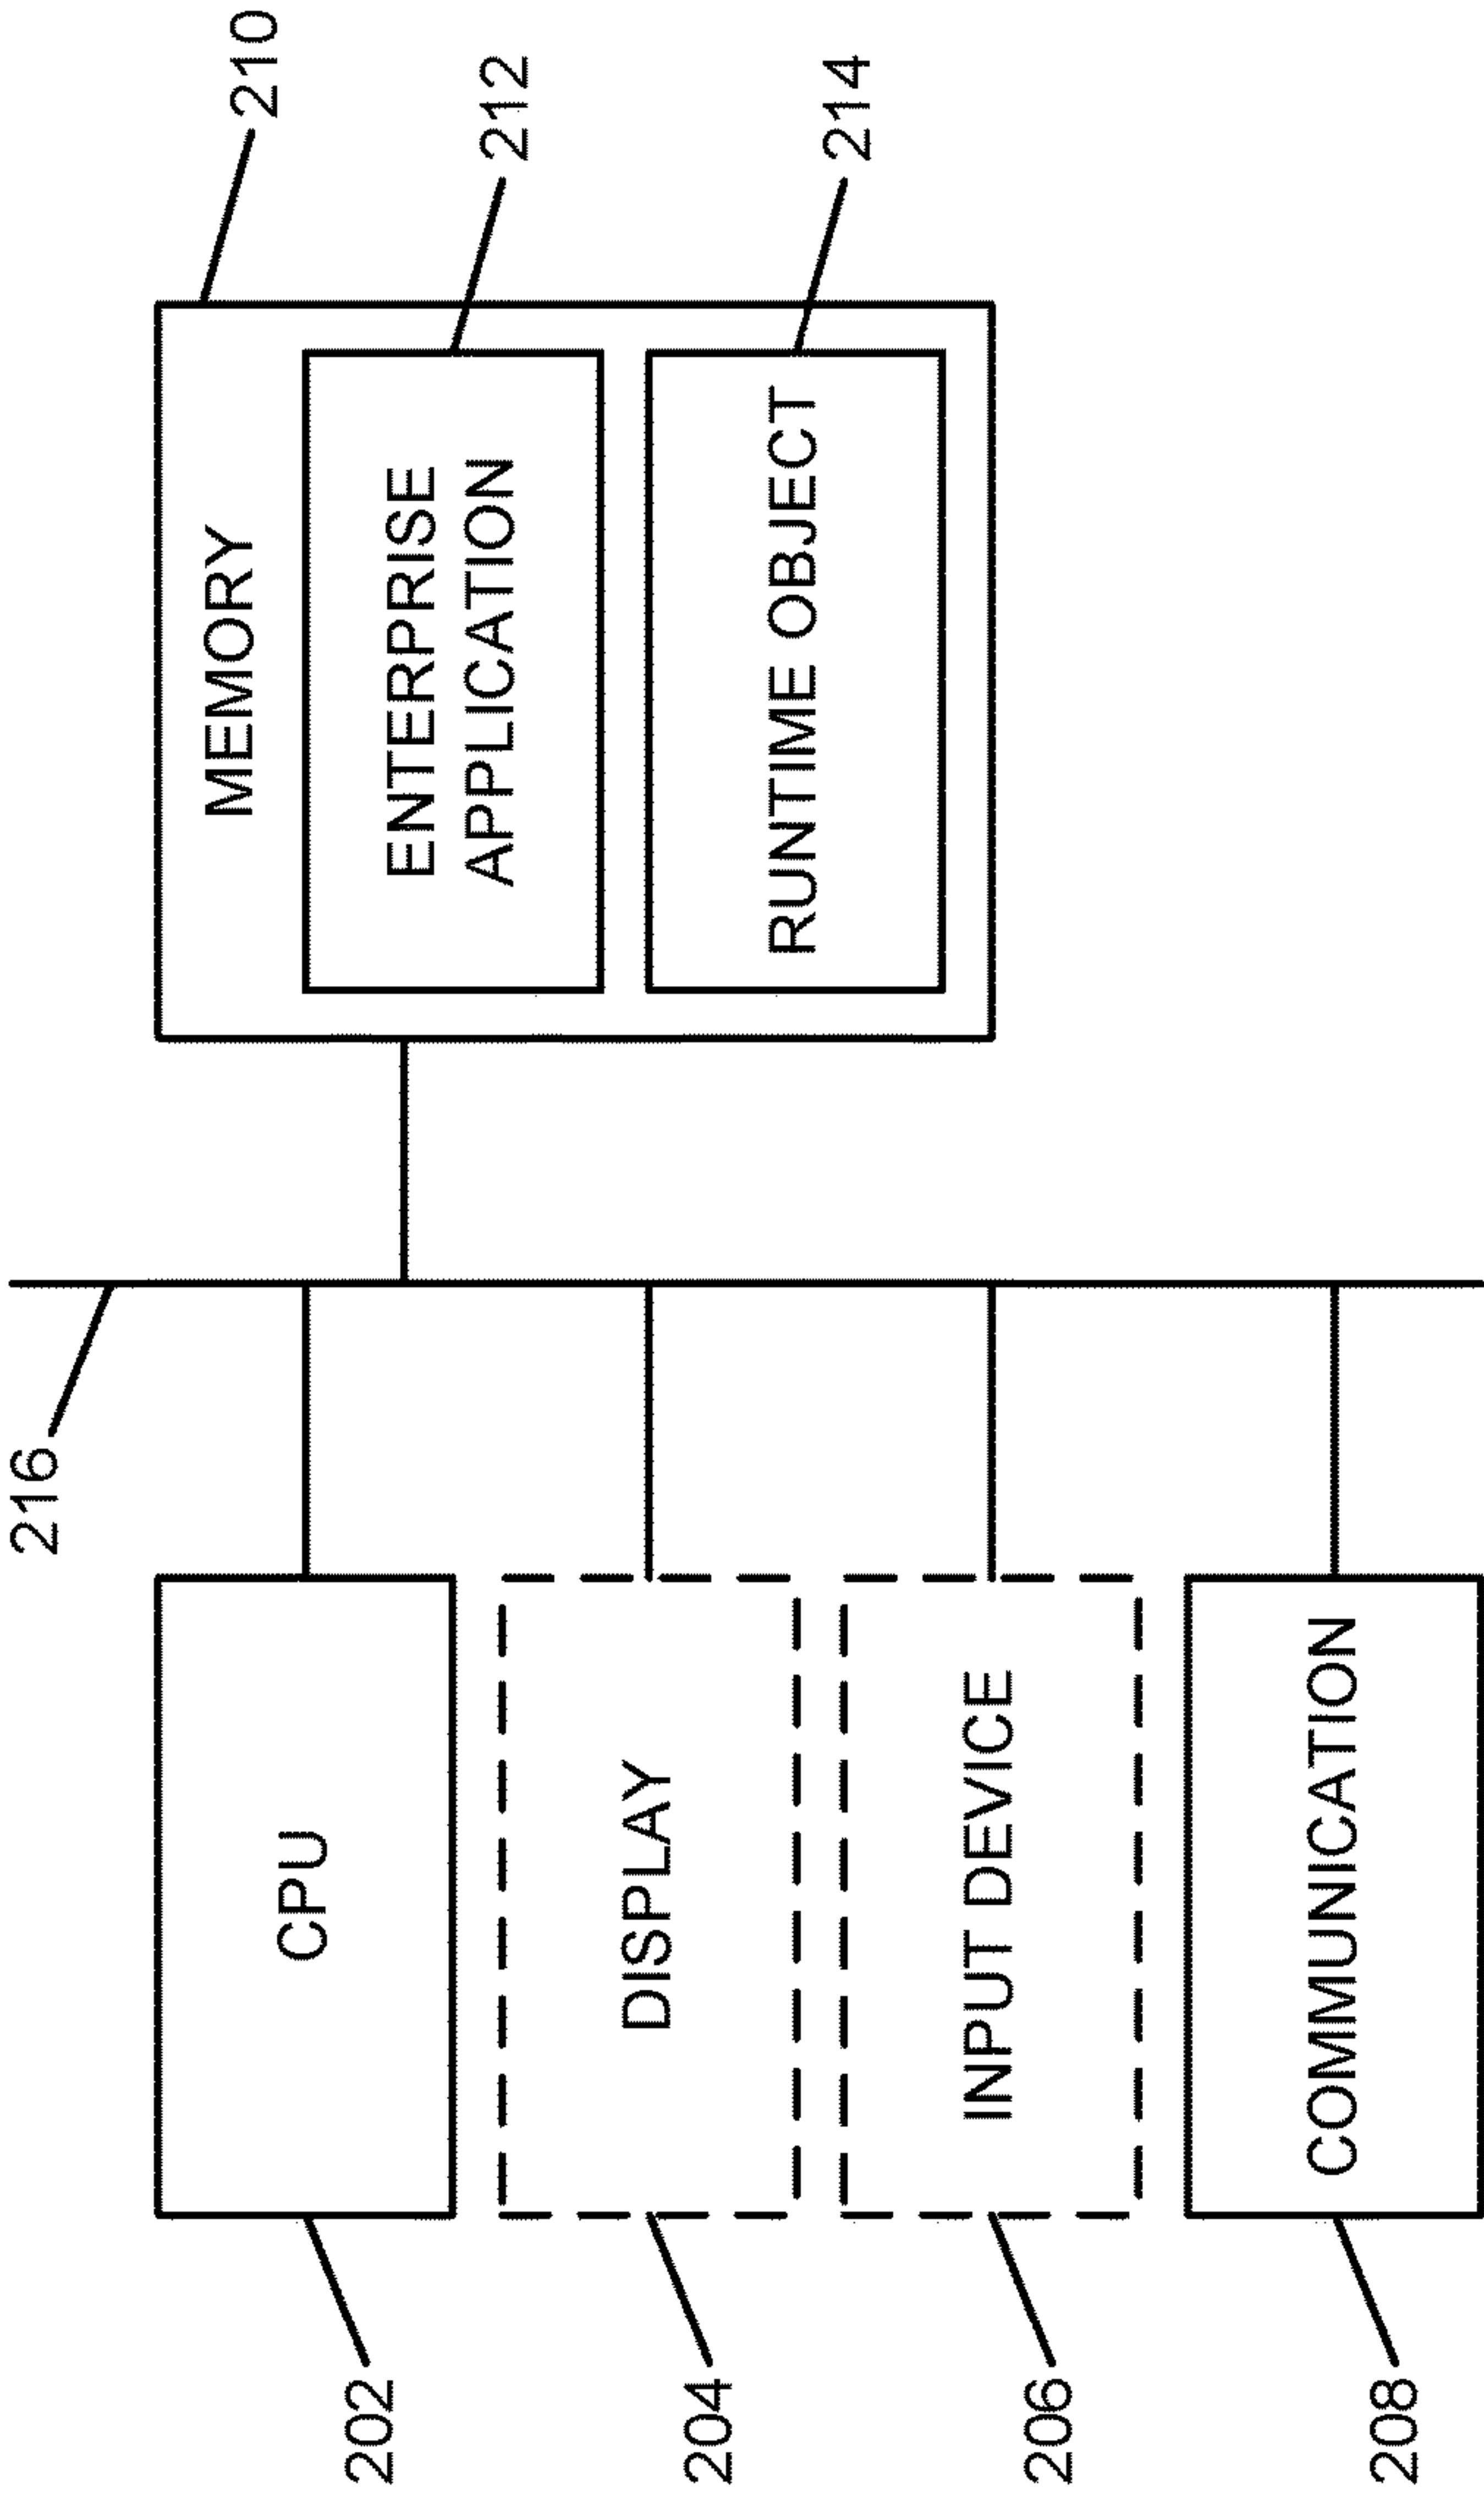 216
202
CPU
MEMORY
210
ENTERPRISE
APPLICATION
212
204
DISPLAY
RUNTIME OBJECT
214
206
INPUT DEVICE
208
COMMUNICATION